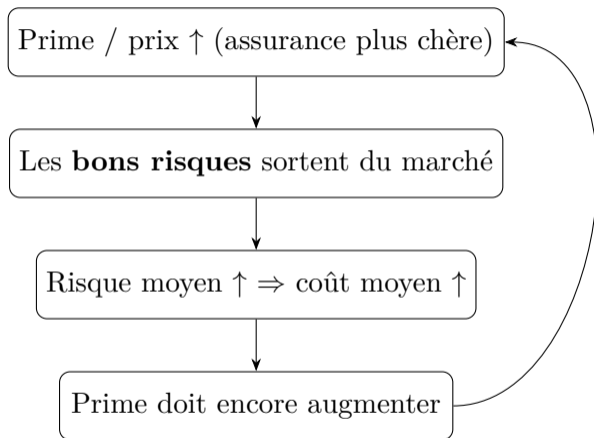 Prime / prix ↑ (assurance plus chère)
Les bons risques sortent du marché
Risque moyen ↑ ⇒ coût moyen ↑
Prime doit encore augmenter